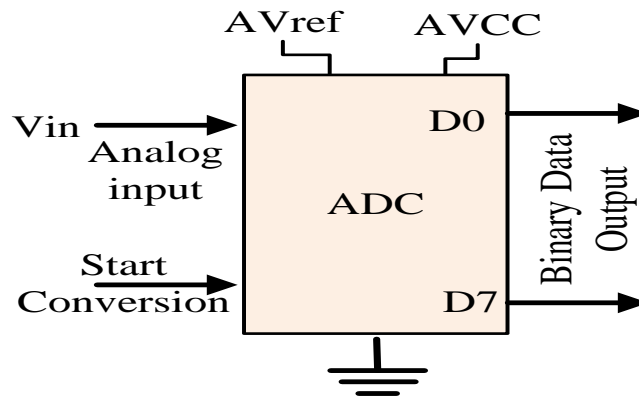 AVref
AVCC
Vin
Analog
input
D0
ADC
Binary Data
Output
Start
Conversion
D7